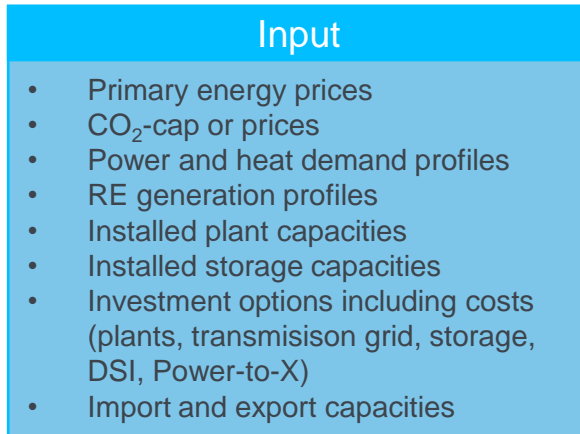 Input
• Primary energy prices
• CO₂-cap or prices
• Power and heat demand profiles
• RE generation profiles
• Installed plant capacities
• Installed storage capacities
• Investment options including costs
(plants, transmisison grid, storage,
DSI, Power-to-X)
• Import and export capacities